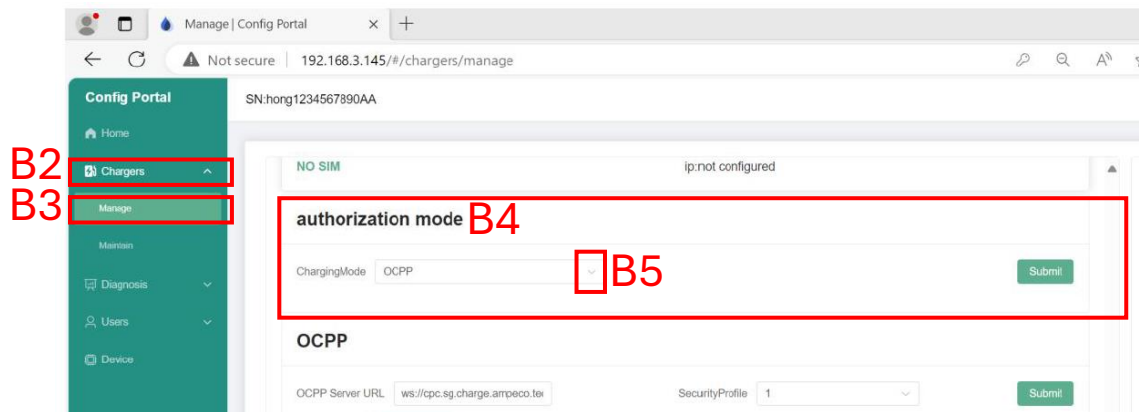 Manage | Config Portal
Not secure 192.168.3.145/#/chargers/manage
Config Portal
SN:hong1234567890AA
Home
B2 Chargers
NO SIM ip:not configured
B3 Manage
authorization mode B4
Maintain
ChargingMode OCPP B5 Submit
Diagnosis
Users
OCPP
Device
OCPP Server URL ws://cpc.sg.charge.ampeco.te SecurityProfile 1 Submit